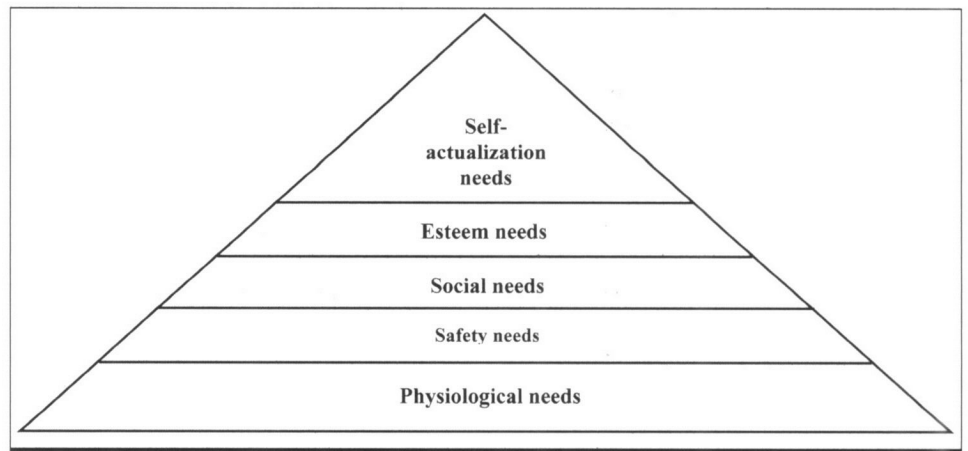 Self-
actualization
needs
Esteem needs
Social needs
Safety needs
Physiological needs